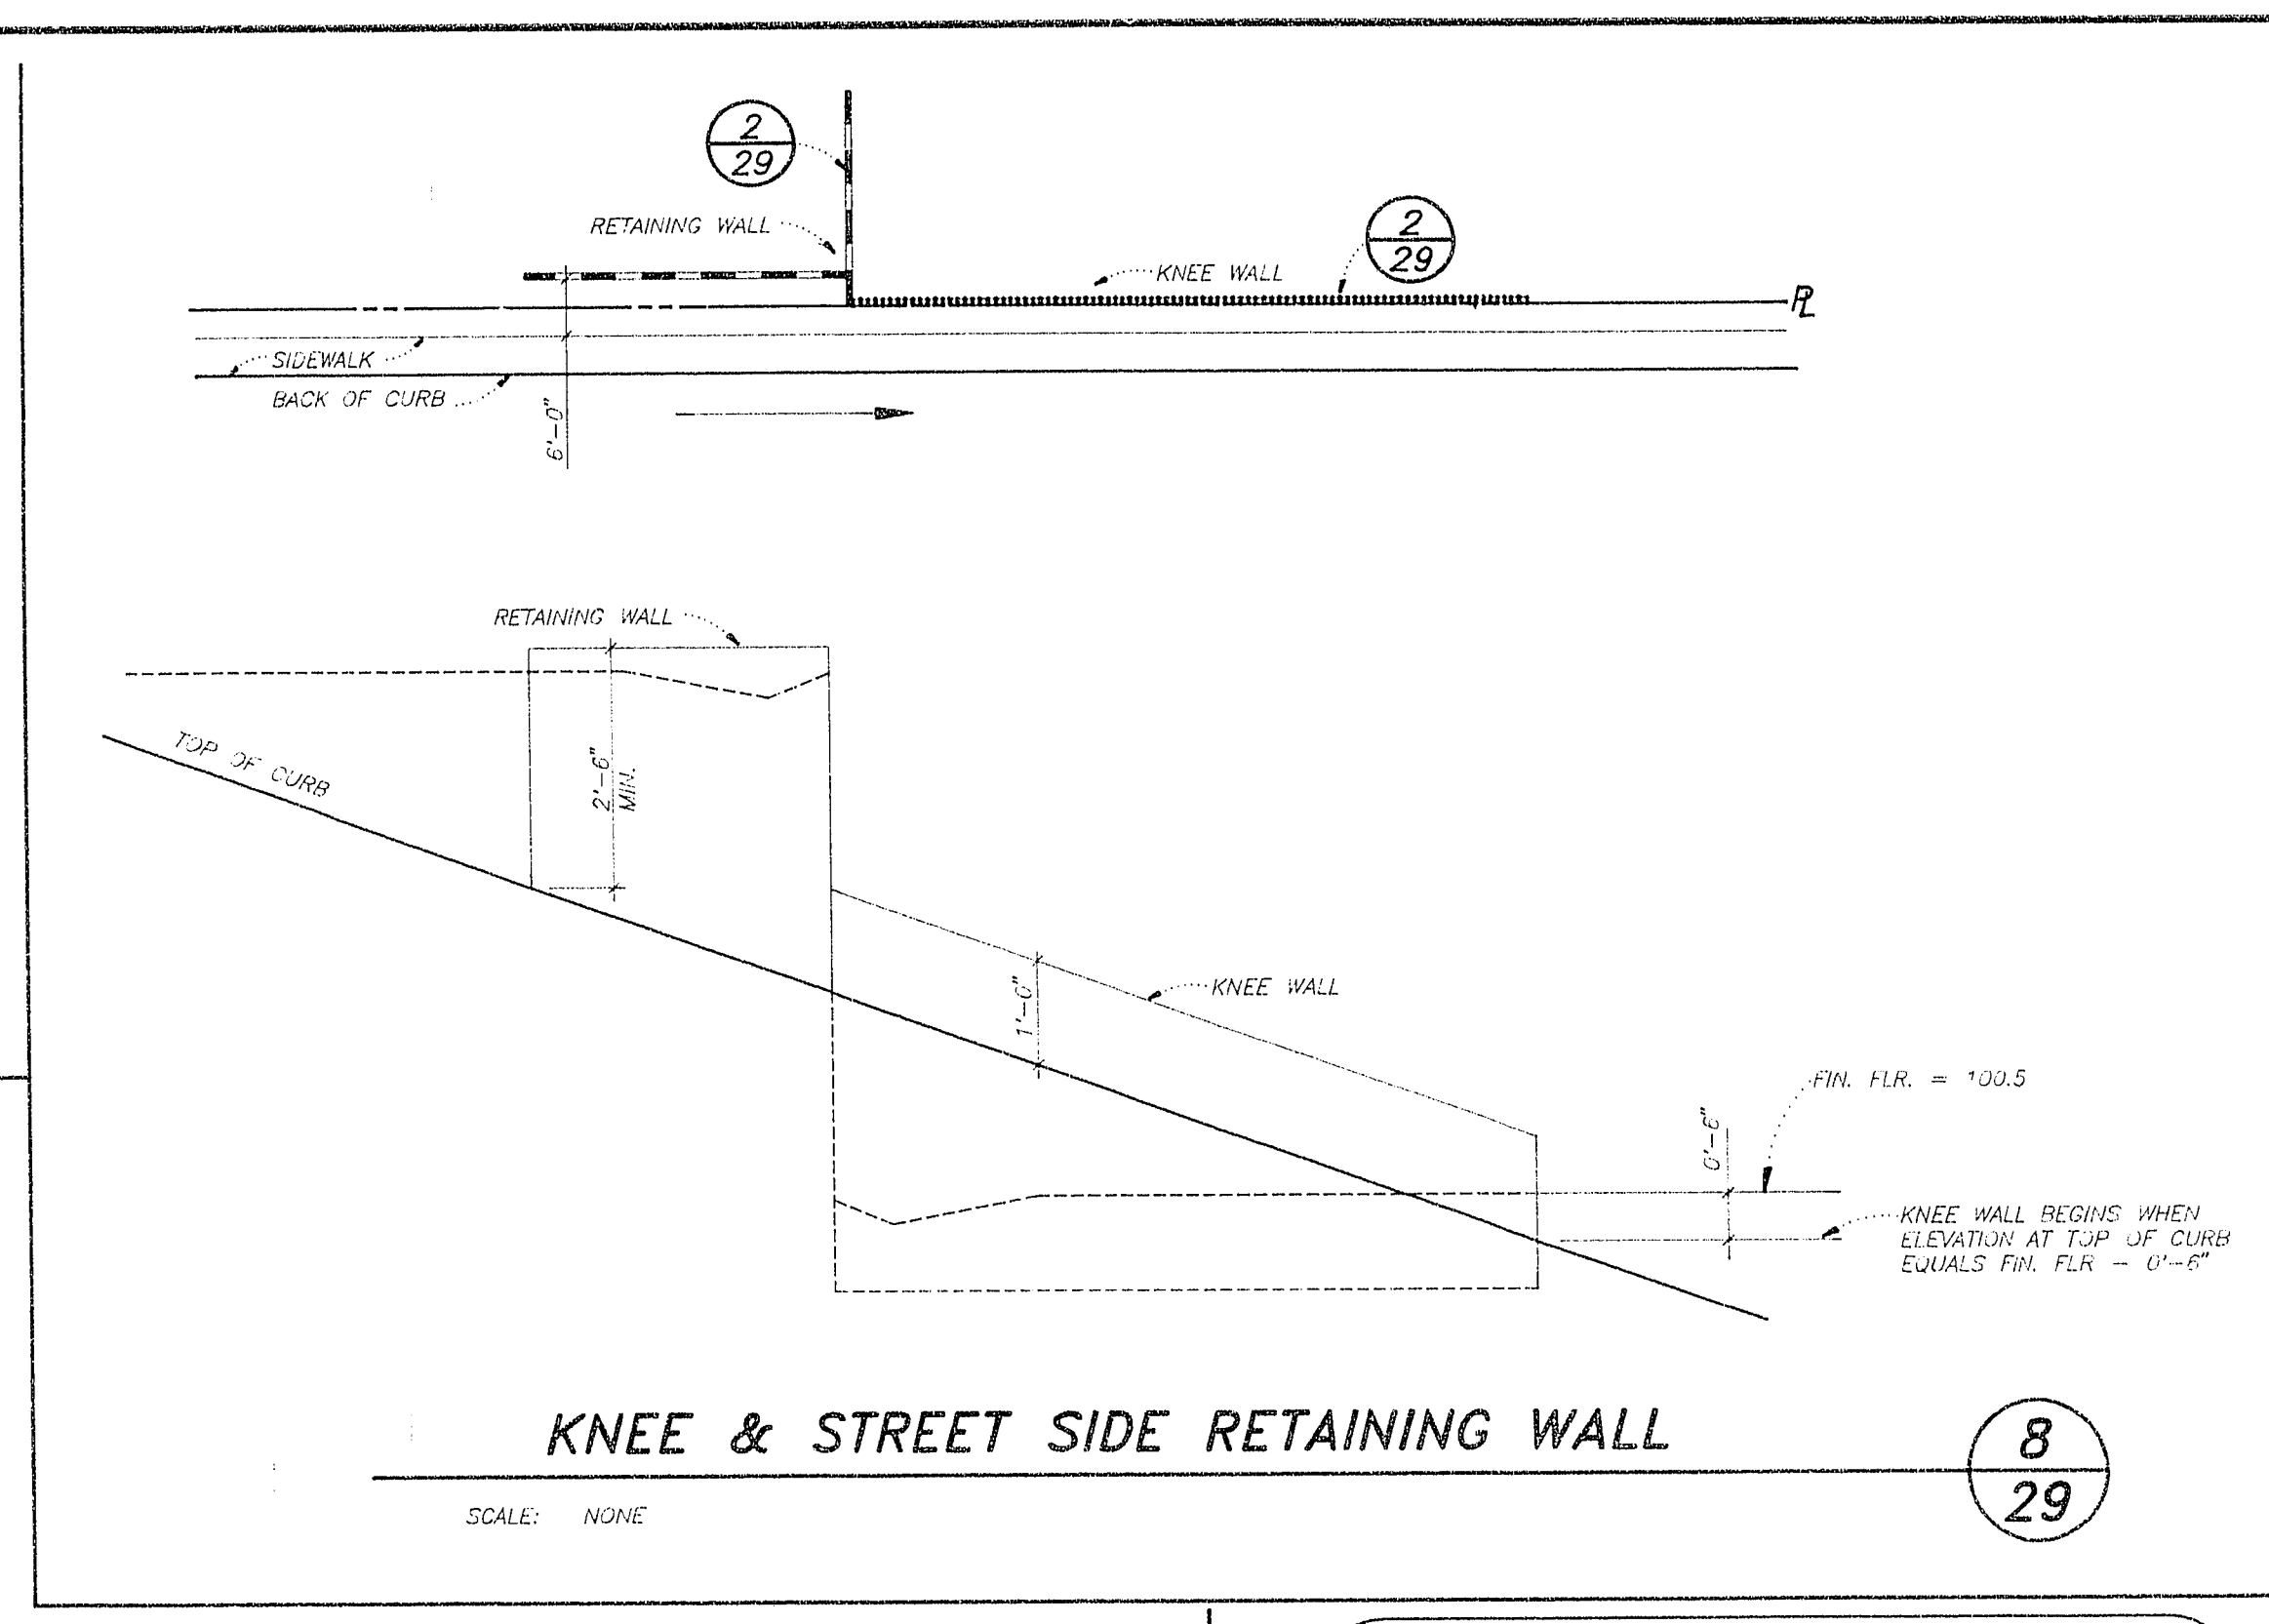 2
29
RETAINING WALL
2
29
KNEE WALL
PL
SIDEWALK
BACK OF CURB
6'-0"
RETAINING WALL
TOP OF CURB
2'-6"
MIN.
1'-0"
KNEE WALL
FIN. FLR. = 100.5
0'-6"
KNEE WALL BEGINS WHEN
ELEVATION AT TOP OF CURB
EQUALS FIN. FLR - 0'-6"
KNEE & STREET SIDE RETAINING WALL
8
29
SCALE: NONE